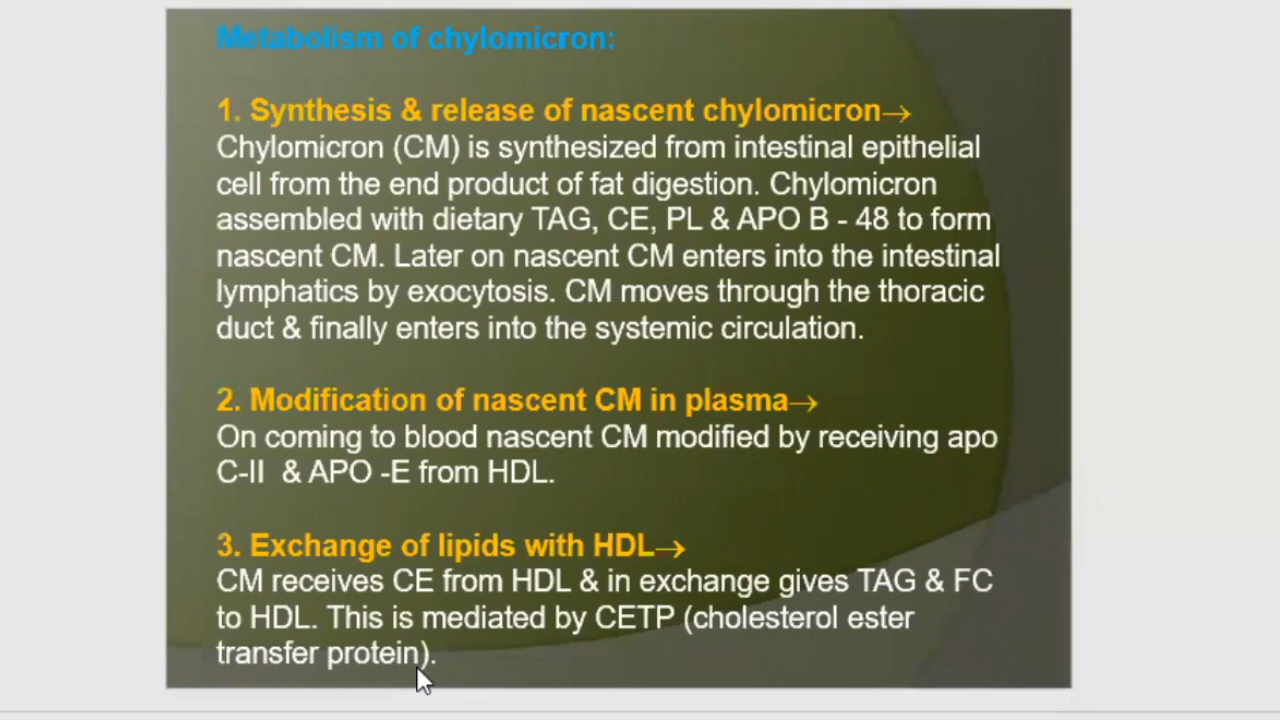 Metabolism of chylomicron:
1. Synthesis & release of nascent chylomicron→
Chylomicron (CM) is synthesized from intestinal epithelial
cell from the end product of fat digestion. Chylomicron
assembled with dietary TAG, CE, PL & APO B - 48 to form
nascent CM. Later on nascent CM enters into the intestinal
lymphatics by exocytosis. CM moves through the thoracic
duct & finally enters into the systemic circulation.
2. Modification of nascent CM in plasma→
On coming to blood nascent CM modified by receiving apo
C-II & APO -E from HDL.
3. Exchange of lipids with HDL→
CM receives CE from HDL & in exchange gives TAG & FC
to HDL. This is mediated by CETP (cholesterol ester
transfer protein).